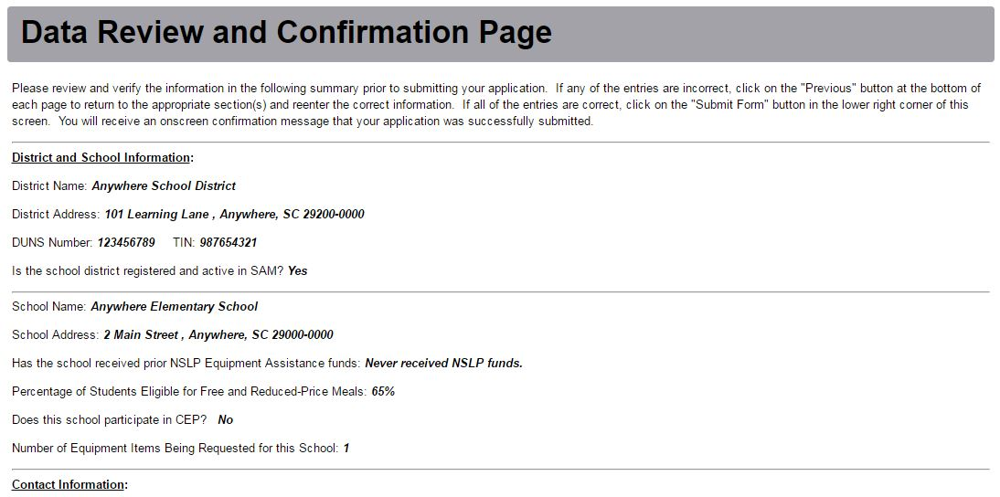 Data Review and Confirmation Page
Please review and verify the information in the following summary prior to submitting your application.  If any of the entries are incorrect, click on the "Previous" button at the bottom of
each page to return to the appropriate section(s) and reenter the correct information.  If all of the entries are correct, click on the "Submit Form" button in the lower right corner of this
screen.  You will receive an onscreen confirmation message that your application was successfully submitted.
District and School Information:
District Name: Anywhere School District
District Address: 101 Learning Lane , Anywhere, SC 29200-0000
DUNS Number: 123456789     TIN: 987654321
Is the school district registered and active in SAM? Yes
School Name: Anywhere Elementary School
School Address: 2 Main Street , Anywhere, SC 29000-0000
Has the school received prior NSLP Equipment Assistance funds: Never received NSLP funds.
Percentage of Students Eligible for Free and Reduced-Price Meals: 65%
Does this school participate in CEP?   No
Number of Equipment Items Being Requested for this School: 1
Contact Information: